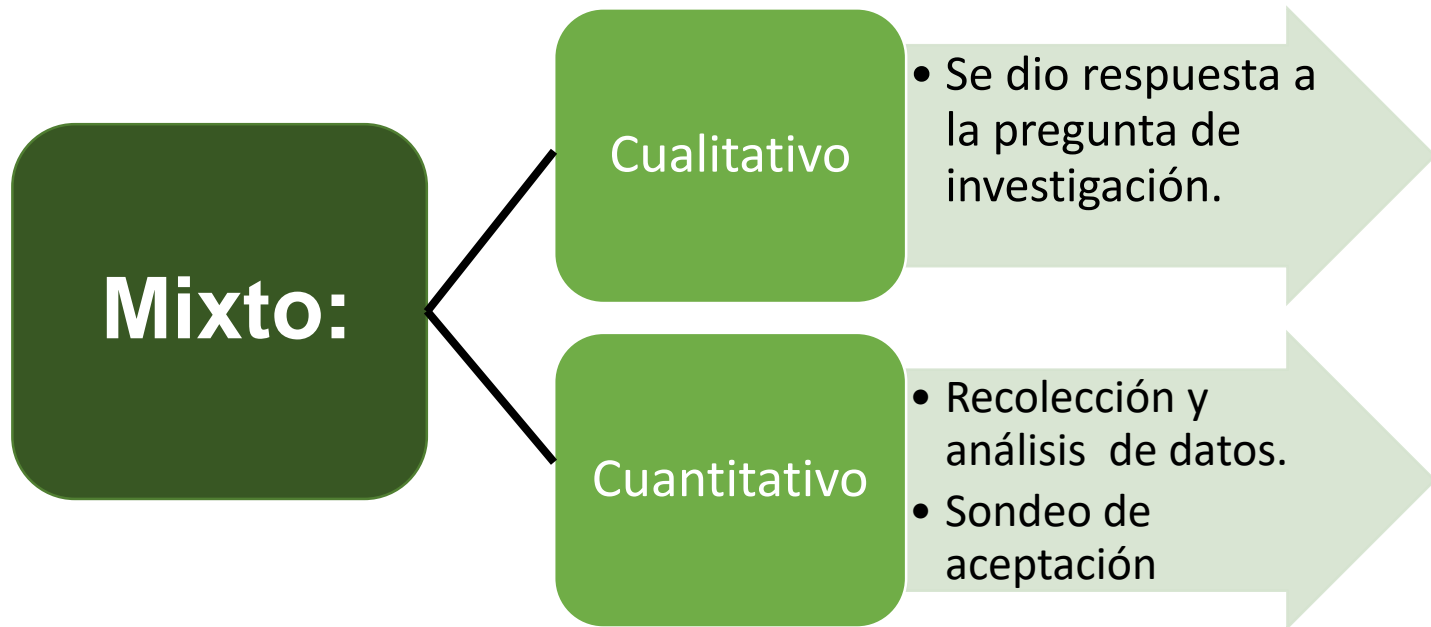 Mixto:
Cualitativo
• Se dio respuesta a
la pregunta de
investigación.
Cuantitativo
• Recolección y
análisis  de datos.
• Sondeo de
aceptación